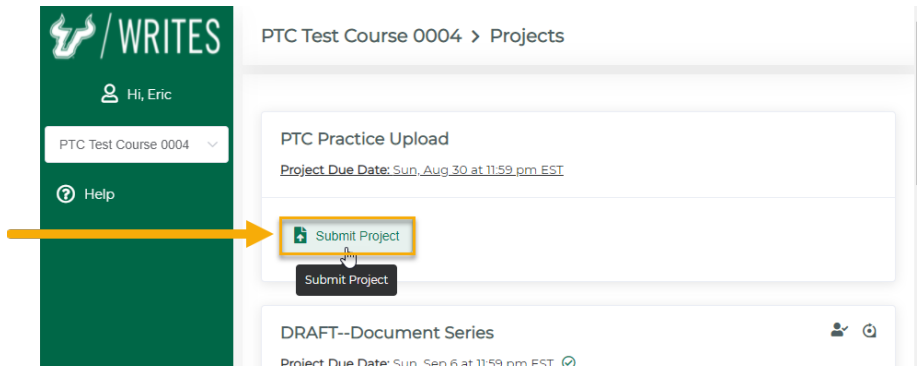 / WRITES
Hi, Eric
PTC Test Course 0004
Help
PTC Test Course 0004 > Projects
PTC Practice Upload
Project Due Date: Sun, Aug 30 at 11:59 pm EST
Submit Project
Submit Project
DRAFT--Document Series
Project Due Date: Sun, Sep 6 at 11:59 pm EST